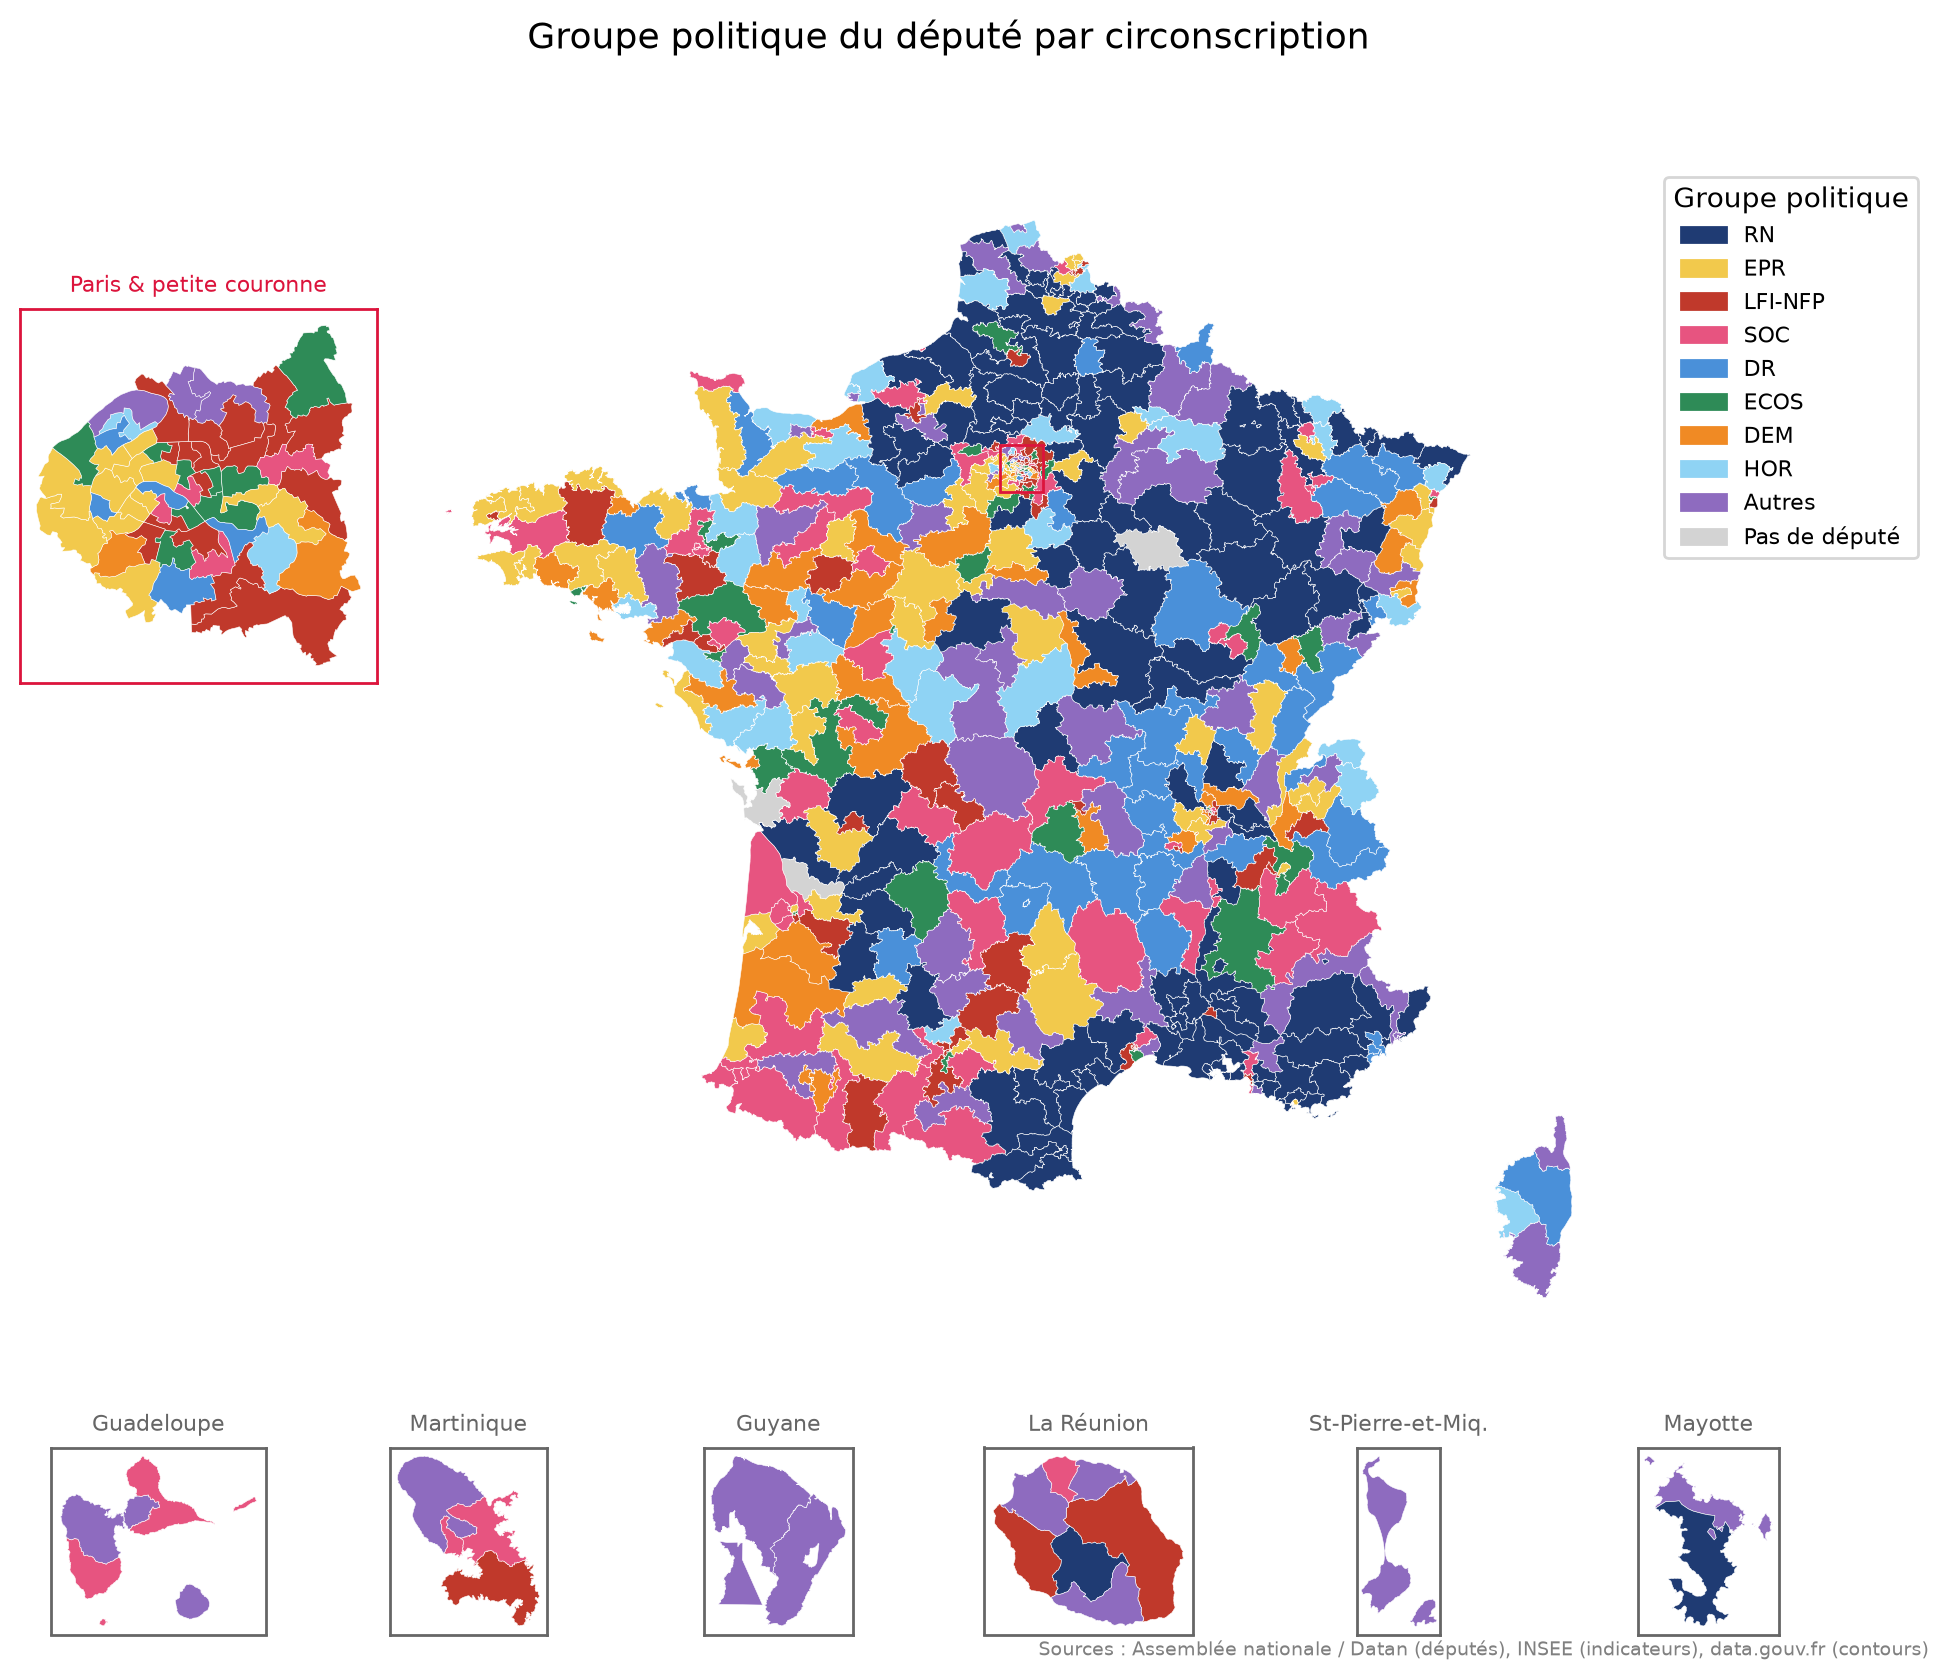 Groupe politique du député par circonscription
Groupe politique
RN
EPR
LFI-NFP
SOC
DR
ECOS
DEM
HOR
Autres
Pas de député
Paris & petite couronne
Guadeloupe
Martinique
Guyane
La Réunion
St-Pierre-et-Miq.
Mayotte
Sources : Assemblée nationale / Datan (députés), INSEE (indicateurs), data.gouv.fr (contours)